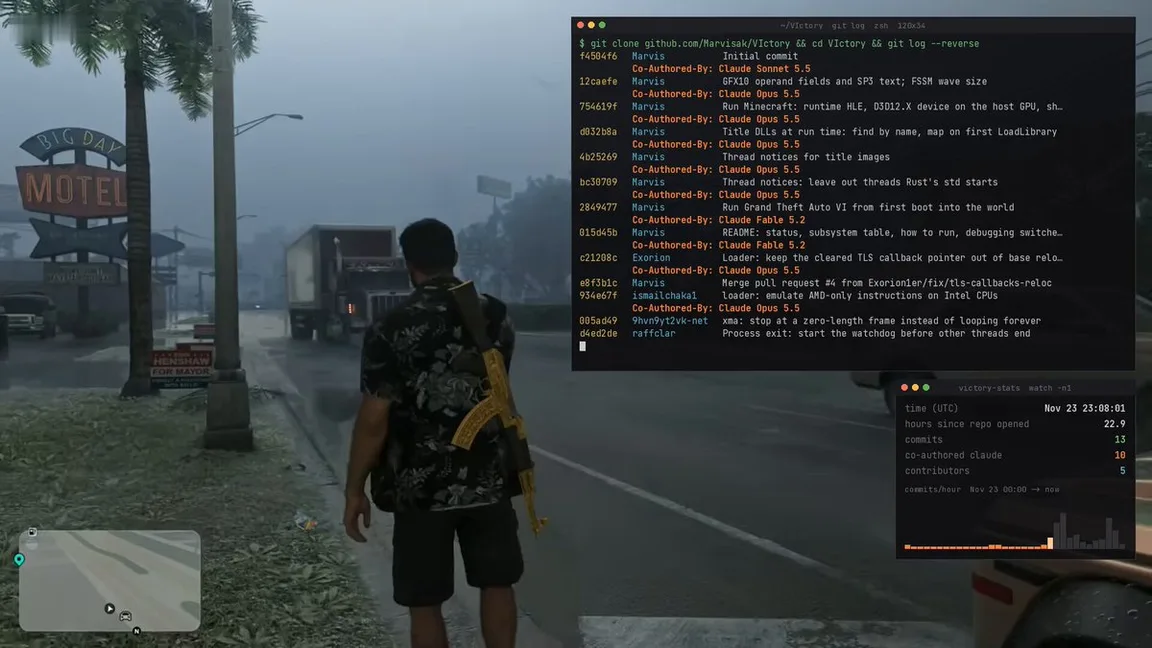 BIG DAY
MOTEL
HENSHAW
FOR MAYOR
N
~/VIctory git log zsh 120x34
$ git clone github.com/Marvisak/VIctory && cd VIctory && git log --reverse
f4504f6 Marvis Initial commit
Co-Authored-By: Claude Sonnet 5.5
12caefe Marvis GFX10 operand fields and SP3 text; FSSM wave size
Co-Authored-By: Claude Opus 5.5
754619f Marvis Run Minecraft: runtime HLE, D3D12.X device on the host GPU, sh…
Co-Authored-By: Claude Opus 5.5
d032b8a Marvis Title DLLs at run time: find by name, map on first LoadLibrary
Co-Authored-By: Claude Opus 5.5
4b25269 Marvis Thread notices for title images
Co-Authored-By: Claude Opus 5.5
bc30709 Marvis Thread notices: leave out threads Rust's std starts
Co-Authored-By: Claude Opus 5.5
2849477 Marvis Run Grand Theft Auto VI from first boot into the world
Co-Authored-By: Claude Fable 5.2
015d45b Marvis README: status, subsystem table, how to run, debugging switche…
Co-Authored-By: Claude Fable 5.2
c21208c Exorion Loader: keep the cleared TLS callback pointer out of base relo…
Co-Authored-By: Claude Opus 5.5
e8f3b1c Marvis Merge pull request #4 from Exorion1er/fix/tls-callbacks-reloc
934e67f ismailchaka1 loader: emulate AMD-only instructions on Intel CPUs
Co-Authored-By: Claude Opus 5.5
005ad49 9hvn9yt2vk-net xma: stop at a zero-length frame instead of looping forever
d4ed2de raffclar Process exit: start the watchdog before other threads end
victory-stats watch -n1
time (UTC) Nov 23 23:08:01
hours since repo opened 22.9
commits 13
co-authored claude 10
contributors 5
commits/hour Nov 23 00:00 → now